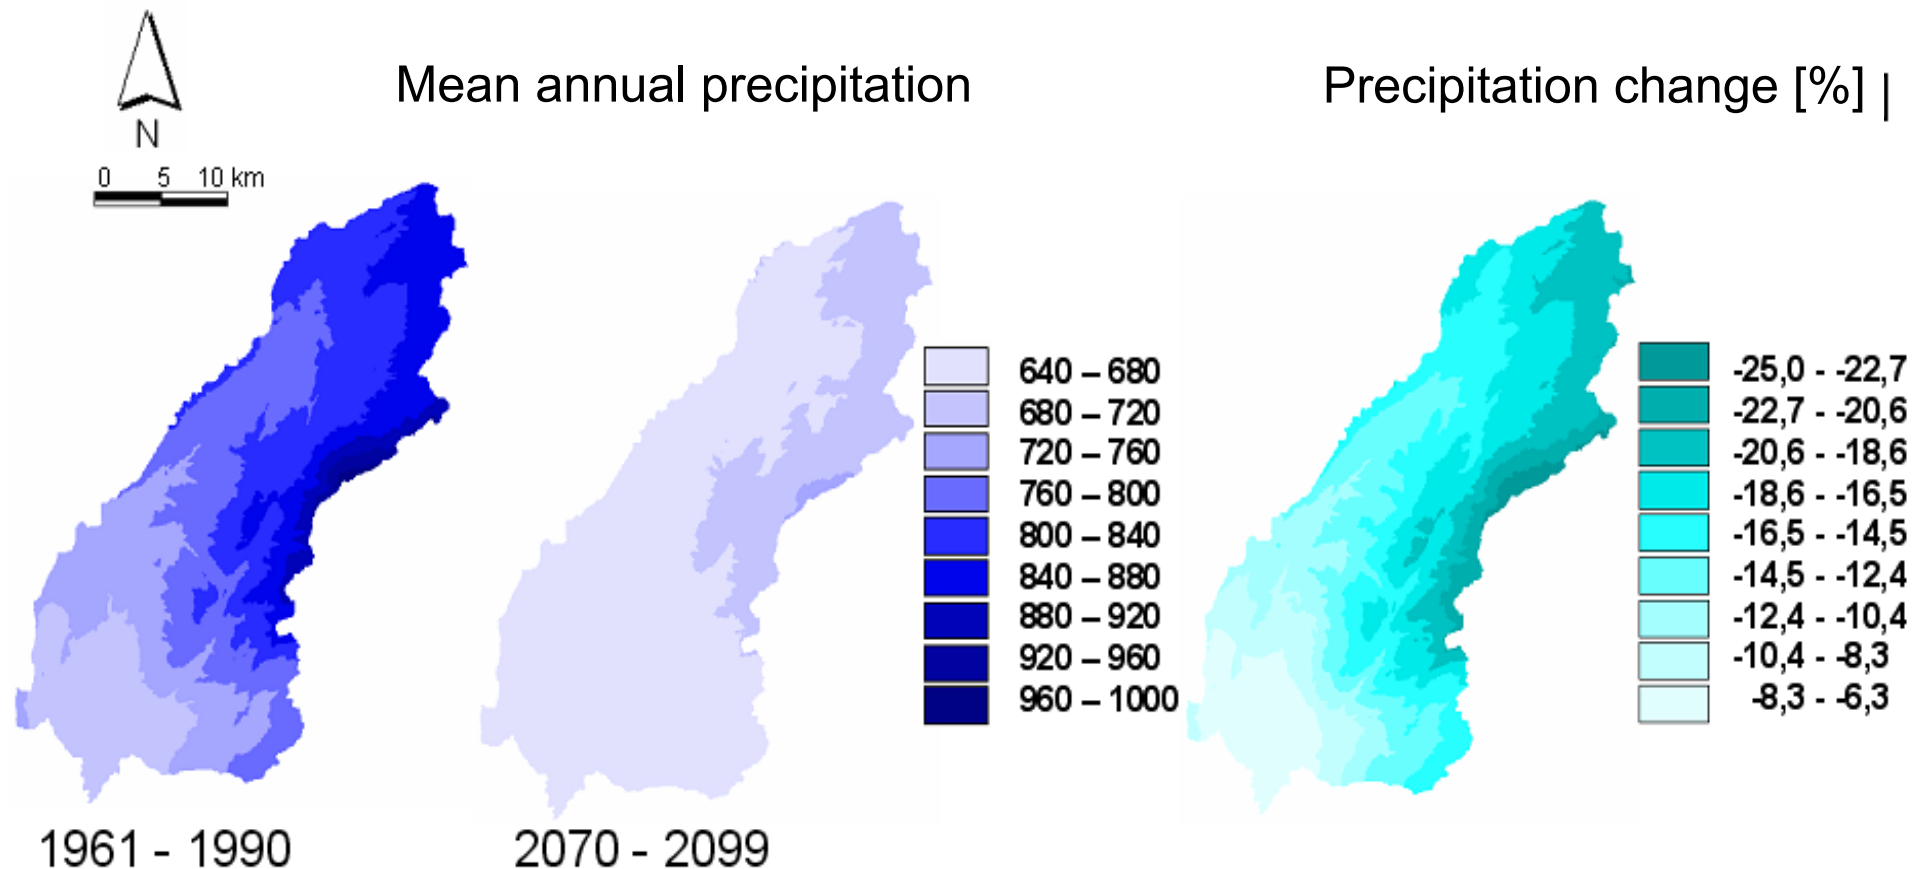 N
0 5 10 km
Mean annual precipitation
Precipitation change [%] |
640 – 680
680 – 720
720 – 760
760 – 800
800 – 840
840 – 880
880 – 920
920 – 960
960 – 1000
-25,0 - -22,7
-22,7 - -20,6
-20,6 - -18,6
-18,6 - -16,5
-16,5 - -14,5
-14,5 - -12,4
-12,4 - -10,4
-10,4 - -8,3
-8,3 - -6,3
1961 - 1990
2070 - 2099